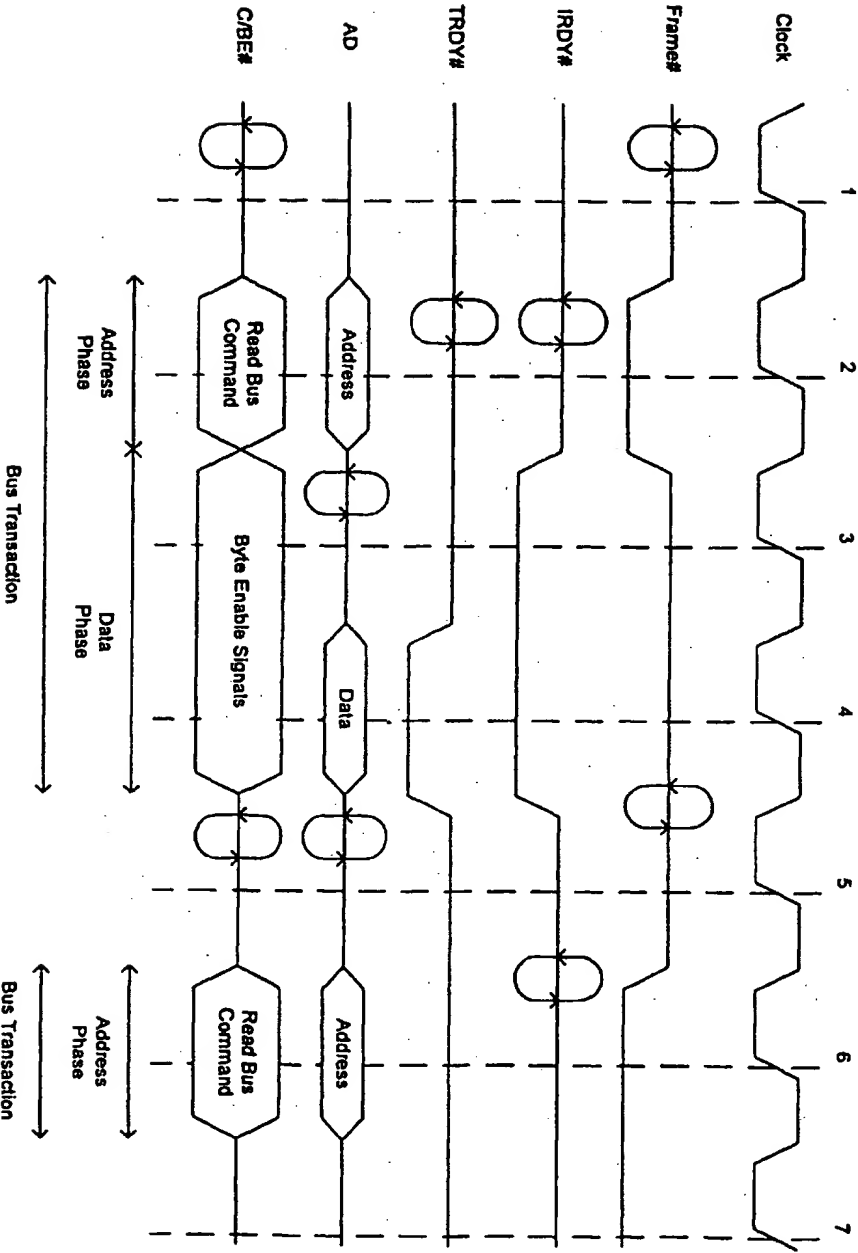 1 2 3 4 5 6 7
Clock
Frame#
IRDY#
TRDY#
AD
Address
Data
Address
C/BE#
Read Bus
Command
Byte Enable Signals
Read Bus
Command
Address
Phase
Data
Phase
Address
Phase
Bus Transaction
Bus Transaction